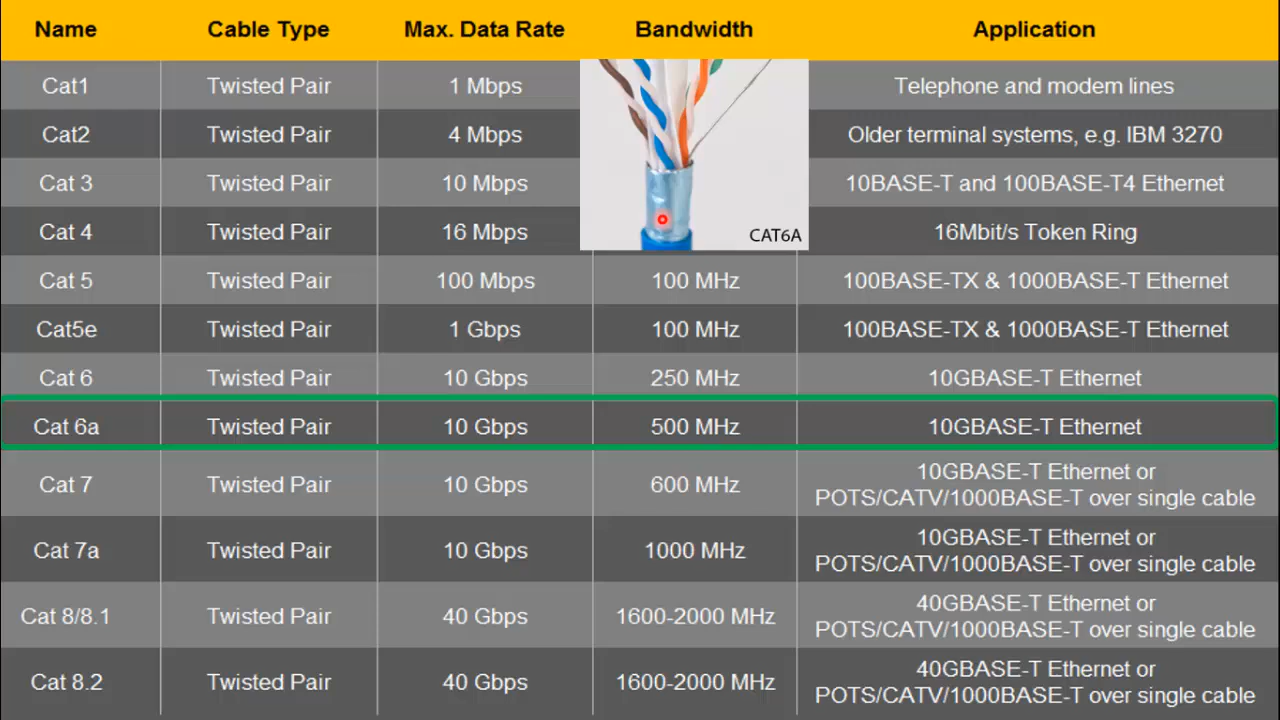 Name Cable Type Max. Data Rate Bandwidth Application
Cat1 Twisted Pair 1 Mbps Telephone and modem lines
Cat2 Twisted Pair 4 Mbps Older terminal systems, e.g. IBM 3270
Cat 3 Twisted Pair 10 Mbps 10BASE-T and 100BASE-T4 Ethernet
Cat 4 Twisted Pair 16 Mbps CAT6A 16Mbit/s Token Ring
Cat 5 Twisted Pair 100 Mbps 100 MHz 100BASE-TX & 1000BASE-T Ethernet
Cat5e Twisted Pair 1 Gbps 100 MHz 100BASE-TX & 1000BASE-T Ethernet
Cat 6 Twisted Pair 10 Gbps 250 MHz 10GBASE-T Ethernet
Cat 6a Twisted Pair 10 Gbps 500 MHz 10GBASE-T Ethernet
Cat 7 Twisted Pair 10 Gbps 600 MHz 10GBASE-T Ethernet or
POTS/CATV/1000BASE-T over single cable
Cat 7a Twisted Pair 10 Gbps 1000 MHz 10GBASE-T Ethernet or
POTS/CATV/1000BASE-T over single cable
Cat 8/8.1 Twisted Pair 40 Gbps 1600-2000 MHz 40GBASE-T Ethernet or
POTS/CATV/1000BASE-T over single cable
Cat 8.2 Twisted Pair 40 Gbps 1600-2000 MHz 40GBASE-T Ethernet or
POTS/CATV/1000BASE-T over single cable